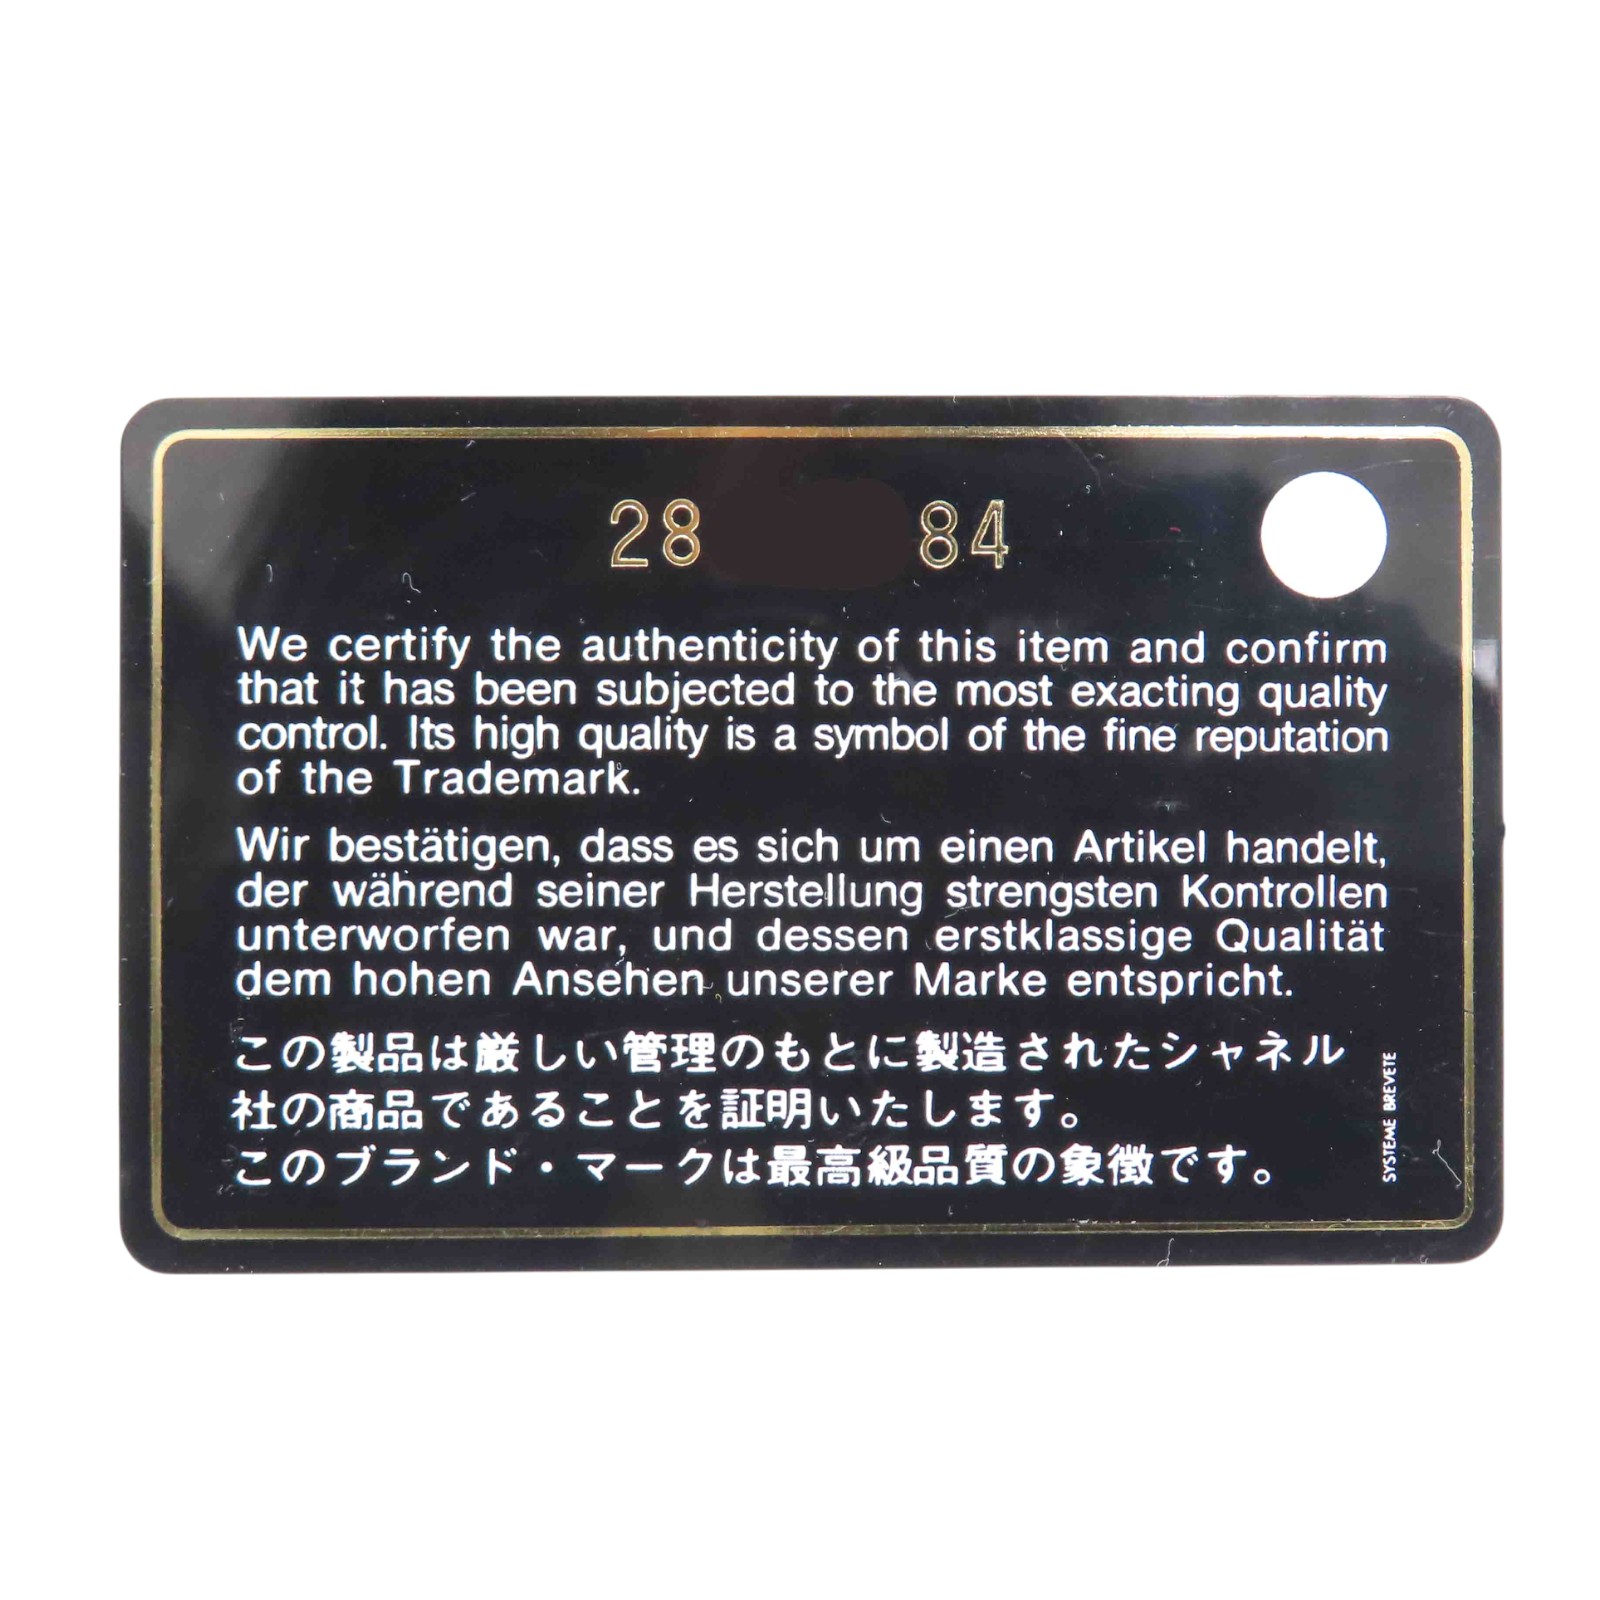 28 84
We certify the authenticity of this item and confirm
that it has been subjected to the most exacting quality
control. Its high quality is a symbol of the fine reputation
of the Trademark.
Wir bestätigen, dass es sich um einen Artikel handelt,
der während seiner Herstellung strengsten Kontrollen
unterworfen war, und dessen erstklassige Qualität
dem hohen Ansehen unserer Marke entspricht.
この製品は厳しい管理のもとに製造されたシャネル
社の商品であることを証明いたします。
このブランド・マークは最高級品質の象徴です。
SYSTEME BREVETE